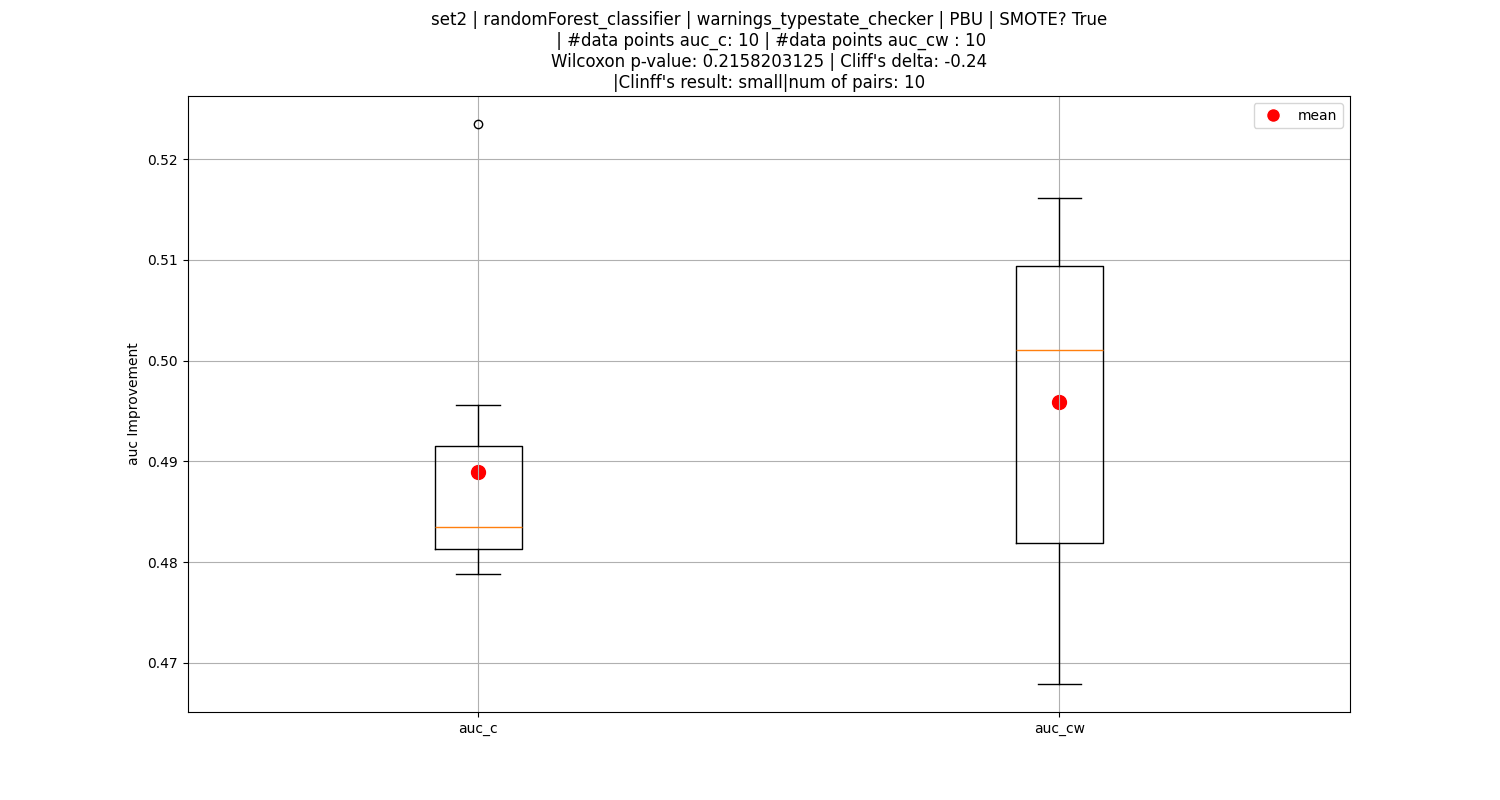 set2 | randomForest_classifier | warnings_typestate_checker | PBU | SMOTE? True
| #data points auc_c: 10 | #data points auc_cw : 10
Wilcoxon p-value: 0.2158203125 | Cliff's delta: -0.24
|Clinff's result: small|num of pairs: 10
mean
0.52
0.51
0.50
0.49
0.48
0.47
auc Improvement
auc_c
auc_cw